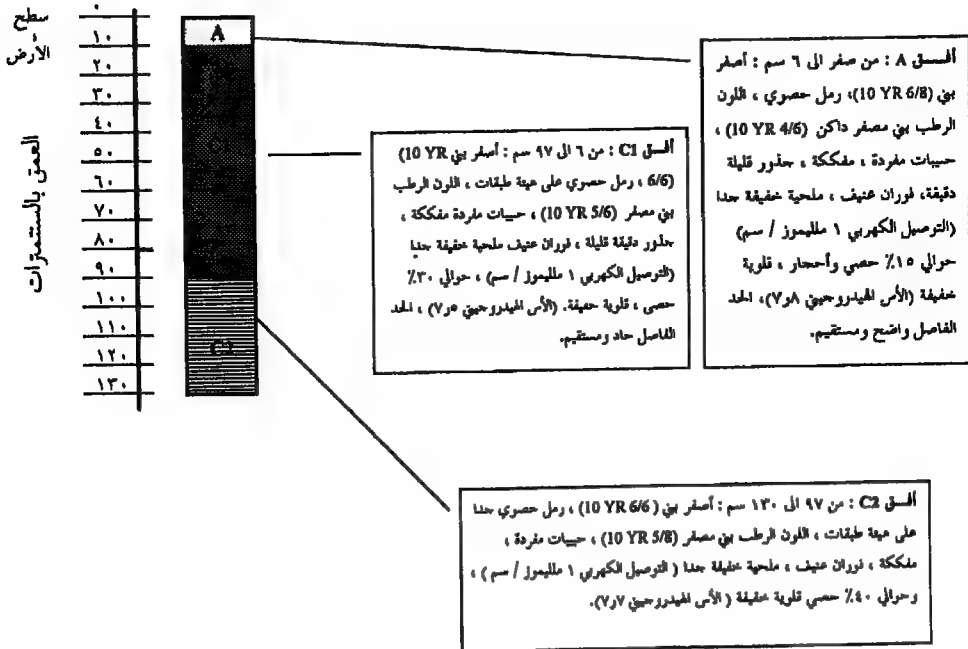 سطح
الأرض
العمق بالسنتمترات
٠
١٠
٢٠
٣٠
٤٠
٥٠
٦٠
٧٠
٨٠
٩٠
١٠٠
١١٠
١٢٠
١٣٠
A
C1
C2
أفسق A : من صفر الى ٦ سم : أصفر
بني (10 YR 6/8)، رمل حصوي ، اللون
الرطب بني مصفر داكن (10 YR 4/6) ،
حبيبات مفردة ، مفككة ، جذور قليلة
دقيقة، فوران عنيف ، ملحية خفيفة جدا
(التوصيل الكهربي ١ ملليموز / سم)
حوالي ١٥٪ حصي وأحجار ، قلوية
خفيفة (الأس الهيدروجيني ٨و٧)، الحد
الفاصل واضح ومستقيم.
أفسق C1 : من ٦ الى ٩٧ سم : أصفر بني (10 YR
6/6) ، رمل حصوي على هيئة طبقات ، اللون الرطب
بني مصفر (10 YR 5/6) ، حبيبات مفردة مفككة ،
جذور دقيقة قليلة ، فوران عنيف ملحية خفيفة جدا
(التوصيل الكهربي ١ ملليموز / سم) ، حوالي ٣٠٪
حصى ، قلوية خفيفة. (الأس الهيدروجيني ٥و٧) ، الحد
الفاصل حاد ومستقيم.
أفسق C2 : من ٩٧ الى ١٣٠ سم : أصفر بني (10 YR 6/6) ، رمل حصوي جدا
على هيئة طبقات ، اللون الرطب بني مصفر (10 YR 5/8) ، حبيبات مفردة ،
مفككة ، فوران عنيف ، ملحية خفيفة جدا ( التوصيل الكهربي ١ ملليموز / سم ) ،
وحوالي ٤٠٪ حصي قلوية خفيفة ( الأس الهيدروجيني ٧و٧).